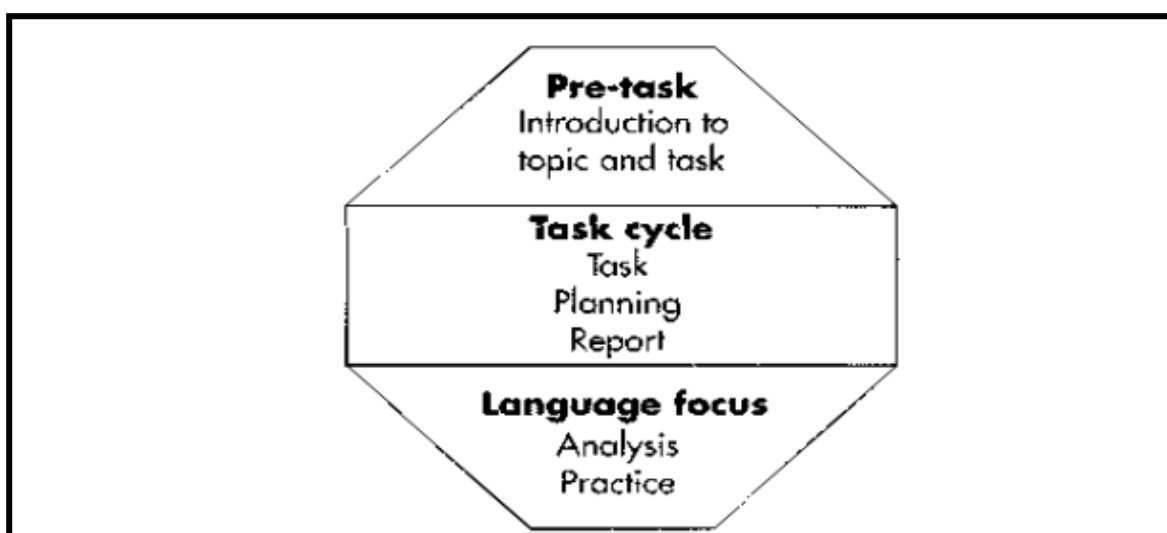 Pre-task
Introduction to
topic and task
Task cycle
Task
Planning
Report
Language focus
Analysis
Practice